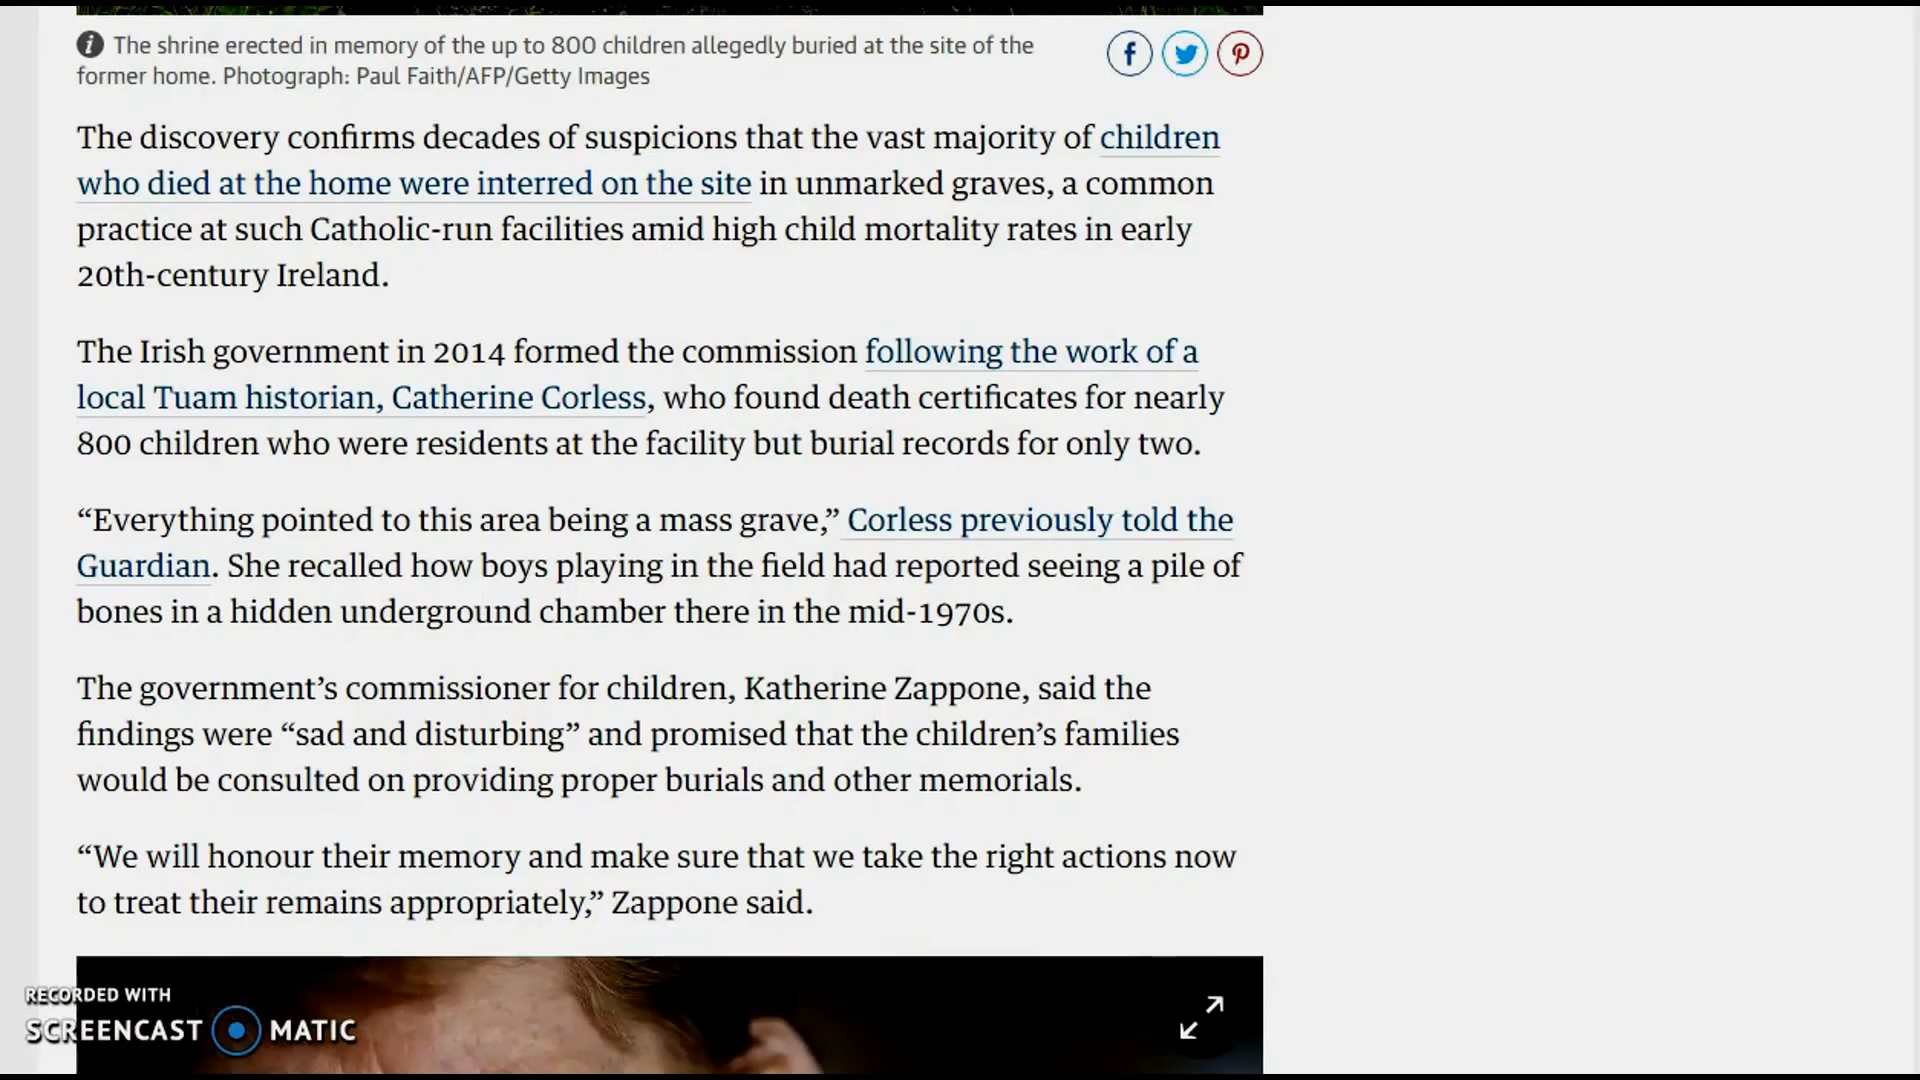 The shrine erected in memory of the up to 800 children allegedly buried at the site of the
former home. Photograph: Paul Faith/AFP/Getty Images
The discovery confirms decades of suspicions that the vast majority of children
who died at the home were interred on the site in unmarked graves, a common
practice at such Catholic-run facilities amid high child mortality rates in early
20th-century Ireland.
The Irish government in 2014 formed the commission following the work of a
local Tuam historian, Catherine Corless, who found death certificates for nearly
800 children who were residents at the facility but burial records for only two.
“Everything pointed to this area being a mass grave,” Corless previously told the
Guardian. She recalled how boys playing in the field had reported seeing a pile of
bones in a hidden underground chamber there in the mid-1970s.
The government’s commissioner for children, Katherine Zappone, said the
findings were “sad and disturbing” and promised that the children’s families
would be consulted on providing proper burials and other memorials.
“We will honour their memory and make sure that we take the right actions now
to treat their remains appropriately,” Zappone said.
RECORDED WITH
SCREENCAST MATIC